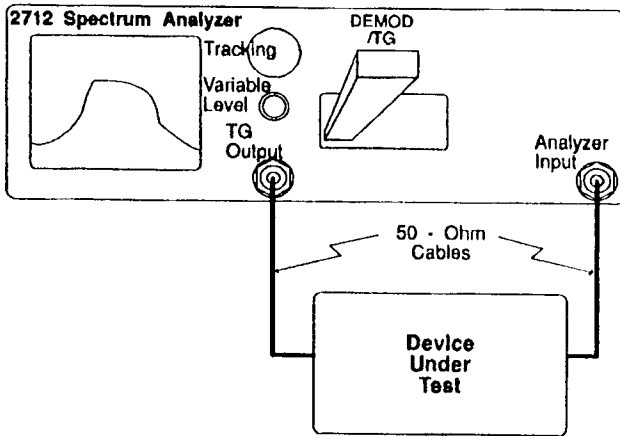 2712 Spectrum Analyzer
Tracking
DEMOD
/TG
Variable
Level
TG
Output
Analyzer
Input
50 - Ohm
Cables
Device
Under
Test